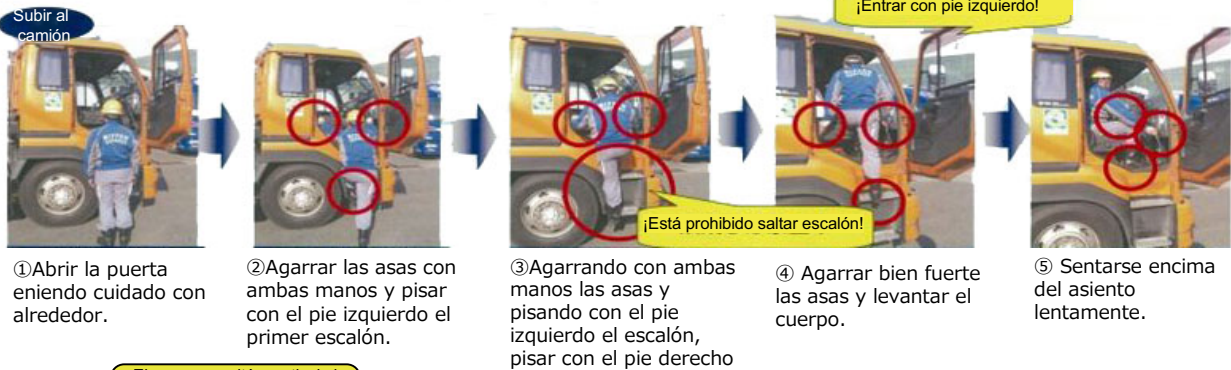 ¡Entrar con pie izquierdo!
Subir al
camión
¡Está prohibido saltar escalón!
①Abrir la puerta
eniendo cuidado con
alrededor.
②Agarrar las asas con
ambas manos y pisar
con el pie izquierdo el
primer escalón.
③Agarrando con ambas
manos las asas y
pisando con el pie
izquierdo el escalón,
pisar con el pie derecho
④ Agarrar bien fuerte
las asas y levantar el
cuerpo.
⑤ Sentarse encima
del asiento
lentamente.